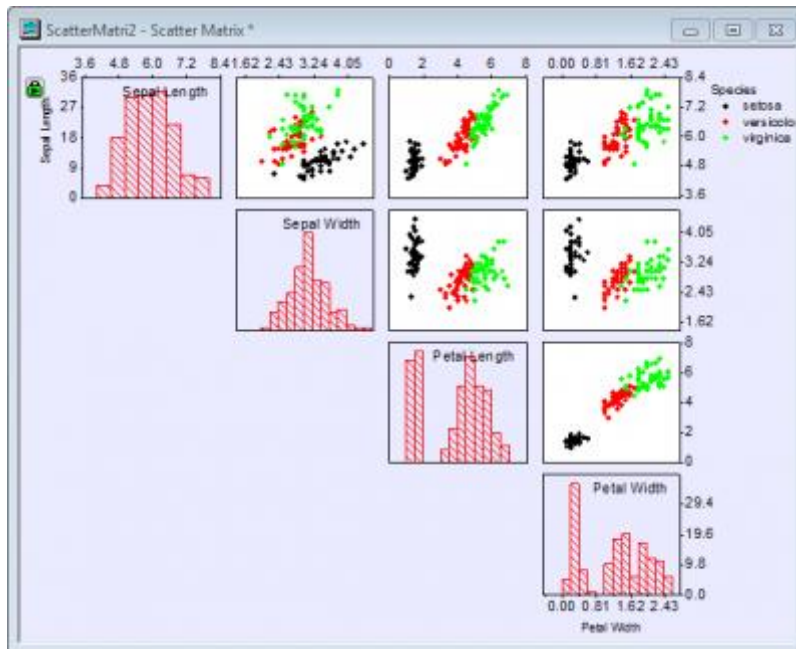 ScatterMatri2 - Scatter Matrix *
3.6 4.8 6.0 7.2 8.4 1.62 2.43 3.24 4.05 0 2 4 6 8 0.00 0.81 1.62 2.43
36 27 18 9 0
Sepal Length
Sepal Length
8.4 7.2 6.0 4.8 3.6
Species
setosa
versicolo
virginica
Sepal Width
4.05 3.24 2.43 1.62
Petal Length
8 6 4 2 0
Petal Width
29.4 19.6 9.8 0.0
0.00 0.81 1.62 2.43
Petal Width